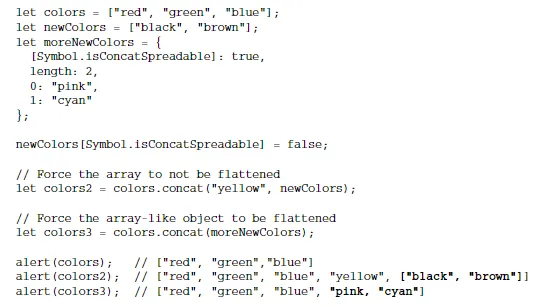 let colors = ["red", "green", "blue"];
let newColors = ["black", "brown"];
let moreNewColors = {
  [Symbol.isConcatSpreadable]: true,
  length: 2,
  0: "pink",
  1: "cyan"
};

newColors[Symbol.isConcatSpreadable] = false;

// Force the array to not be flattened
let colors2 = colors.concat("yellow", newColors);

// Force the array-like object to be flattened
let colors3 = colors.concat(moreNewColors);

alert(colors);   // ["red", "green","blue"]
alert(colors2);  // ["red", "green", "blue", "yellow", ["black", "brown"]]
alert(colors3);  // ["red", "green", "blue", "pink, "cyan"]